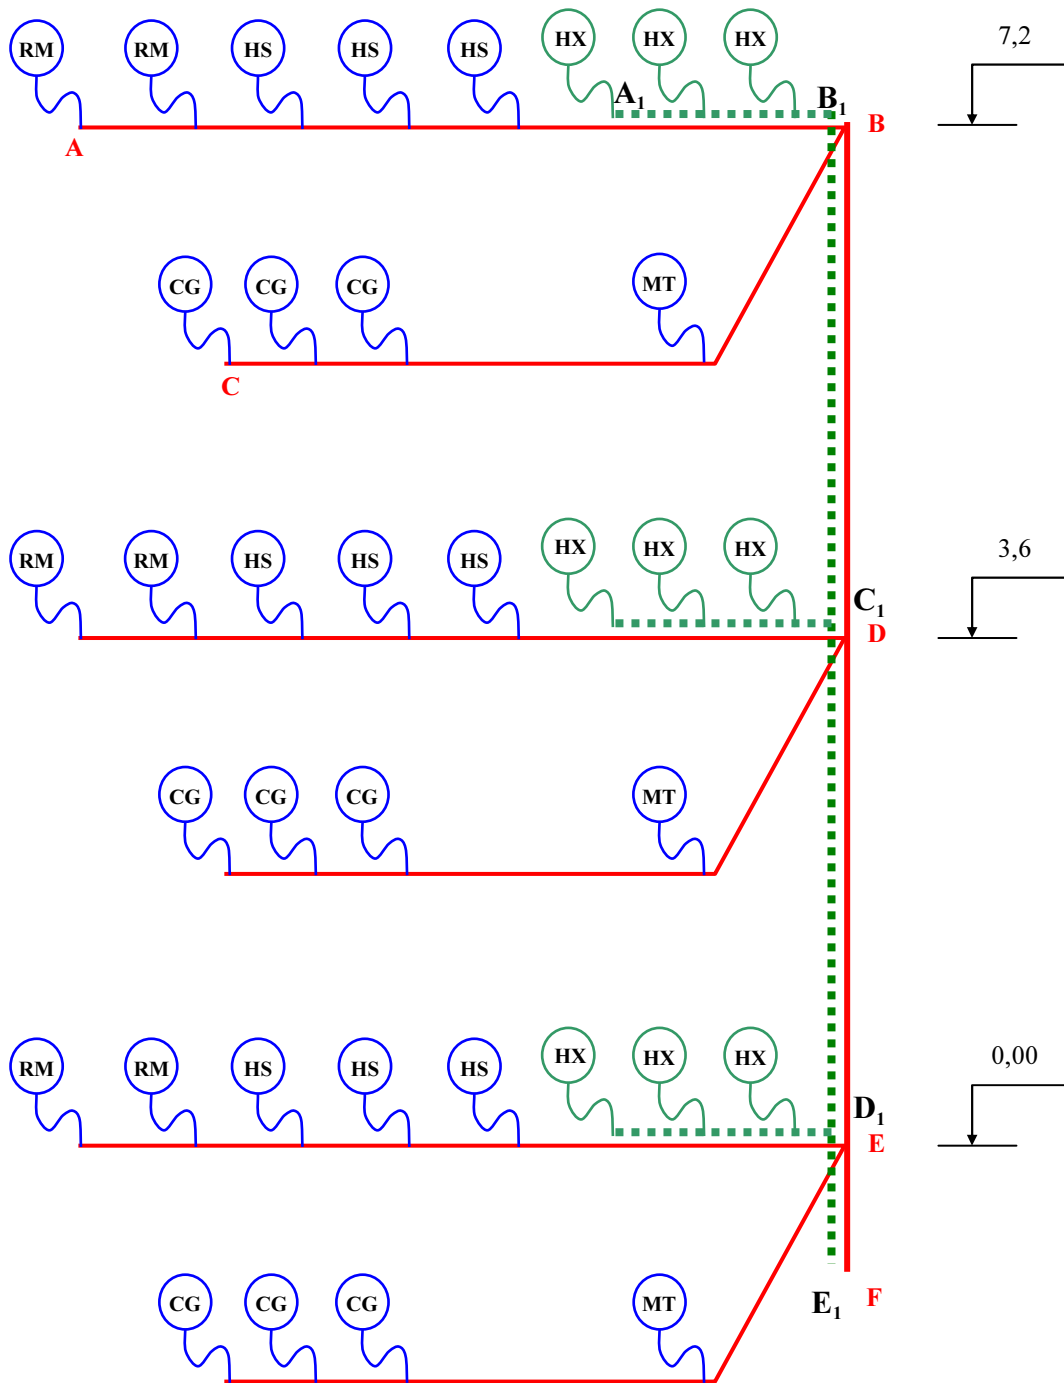 RM RM HS HS HS HX HX HX 7,2
A₁ B₁
A B
CG CG CG MT
C
RM RM HS HS HS HX HX HX 3,6
C₁
D
CG CG CG MT
RM RM HS HS HS HX HX HX 0,00
D₁
E
CG CG CG MT
E₁ F